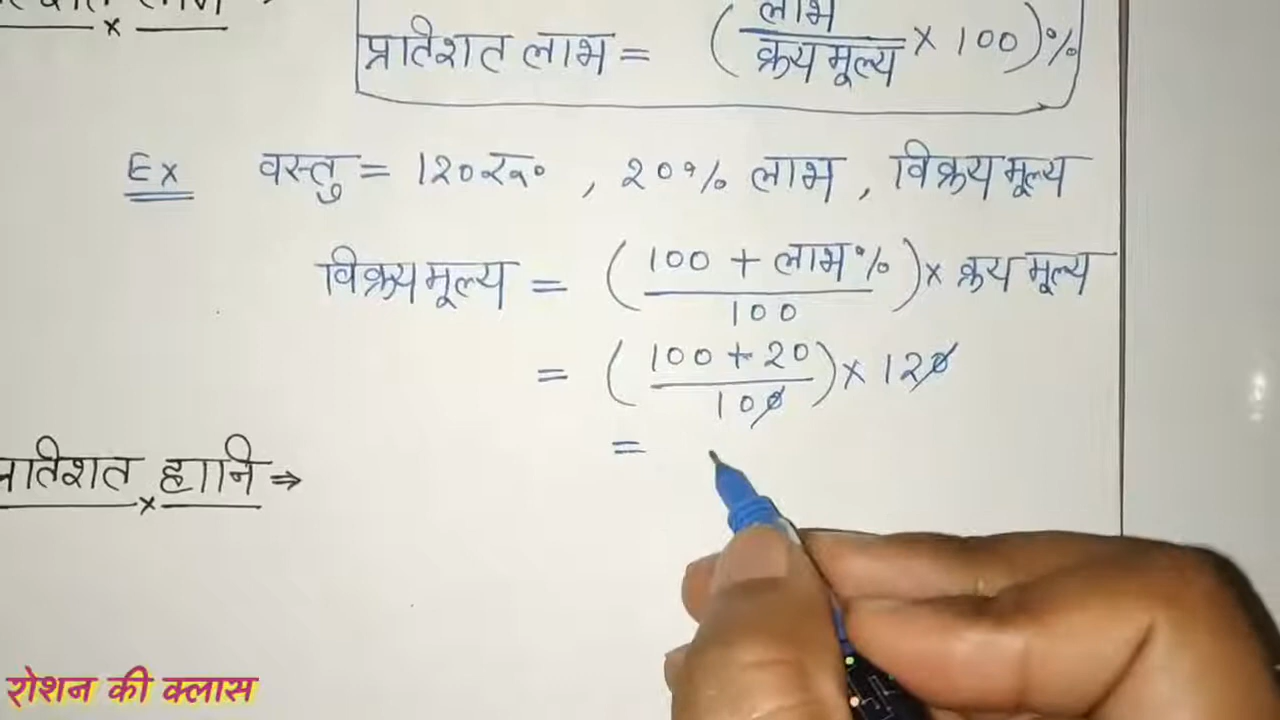 लाभ
प्रतिशत लाभ = (लाभ/क्रय मूल्य × 100)%
Ex वस्तु = 120 रू० , 20% लाभ , विक्रय मूल्य
विक्रय मूल्य = (100 + लाभ%/100) × क्रय मूल्य
= (100 + 20/100) × 120
=
प्रतिशत हानि ⇒
रोशन की क्लास